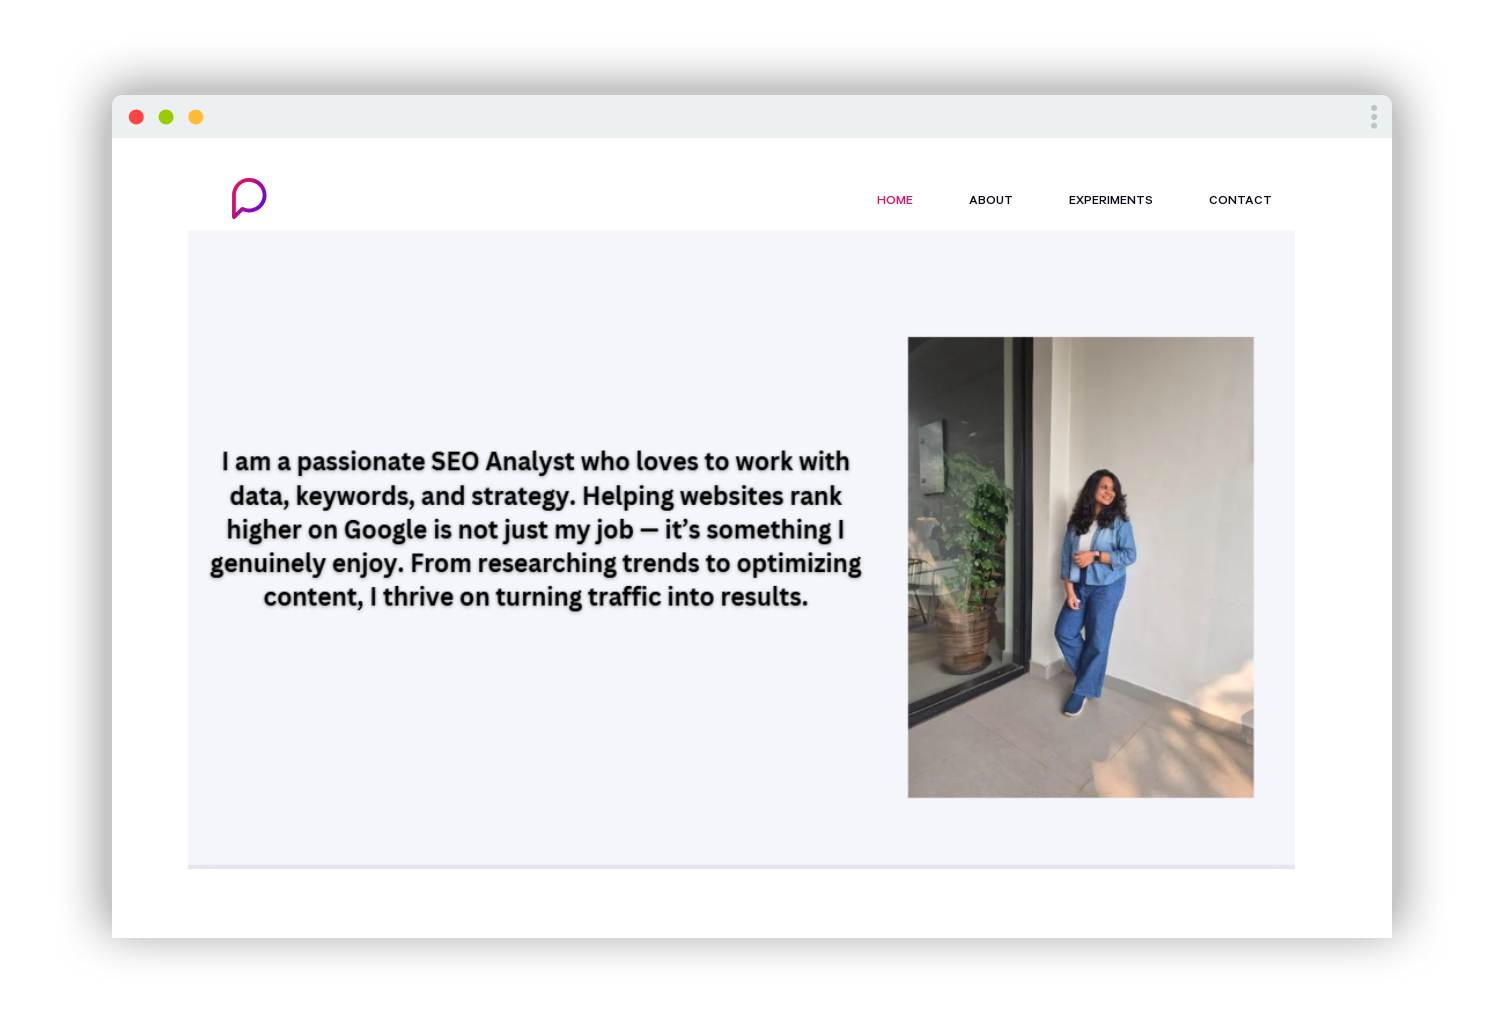 HOME ABOUT EXPERIMENTS CONTACT
I am a passionate SEO Analyst who loves to work with
data, keywords, and strategy. Helping websites rank
higher on Google is not just my job — it’s something I
genuinely enjoy. From researching trends to optimizing
content, I thrive on turning traffic into results.